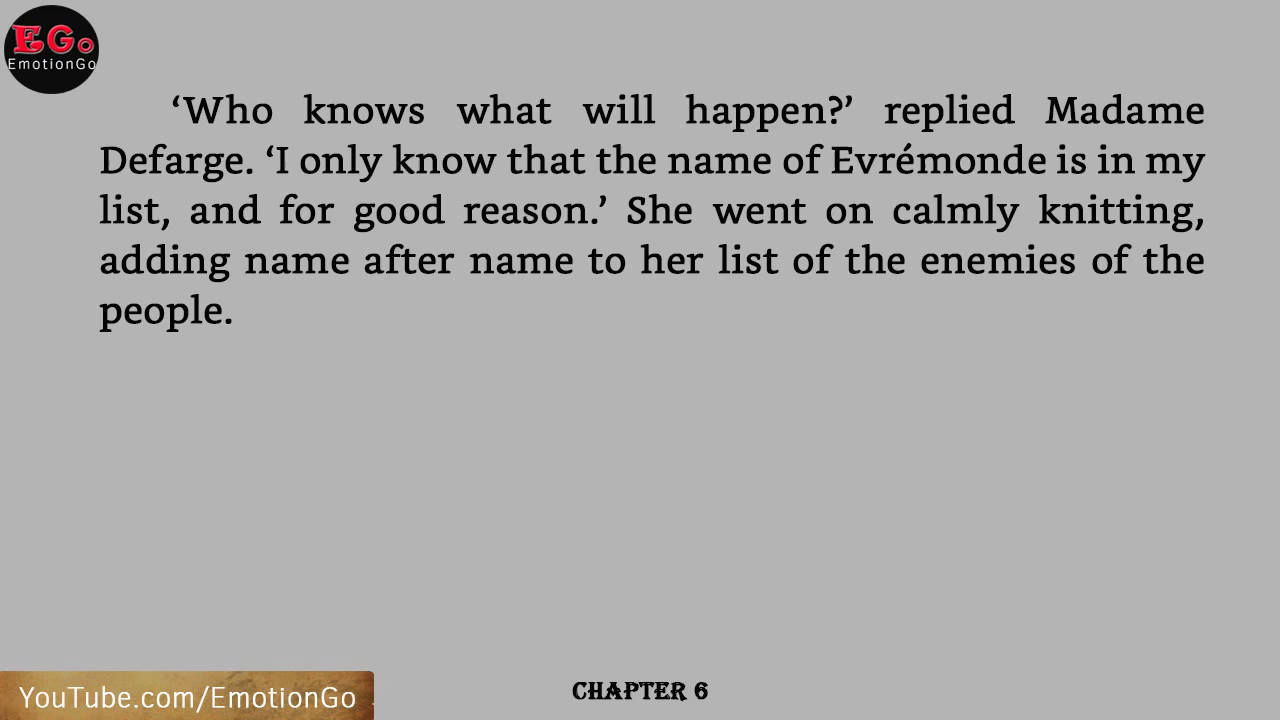 EGo
EmotionGo
‘Who knows what will happen?’ replied Madame
Defarge. ‘I only know that the name of Evrémonde is in my
list, and for good reason.’ She went on calmly knitting,
adding name after name to her list of the enemies of the
people.
YouTube.com/EmotionGo
CHAPTER 6